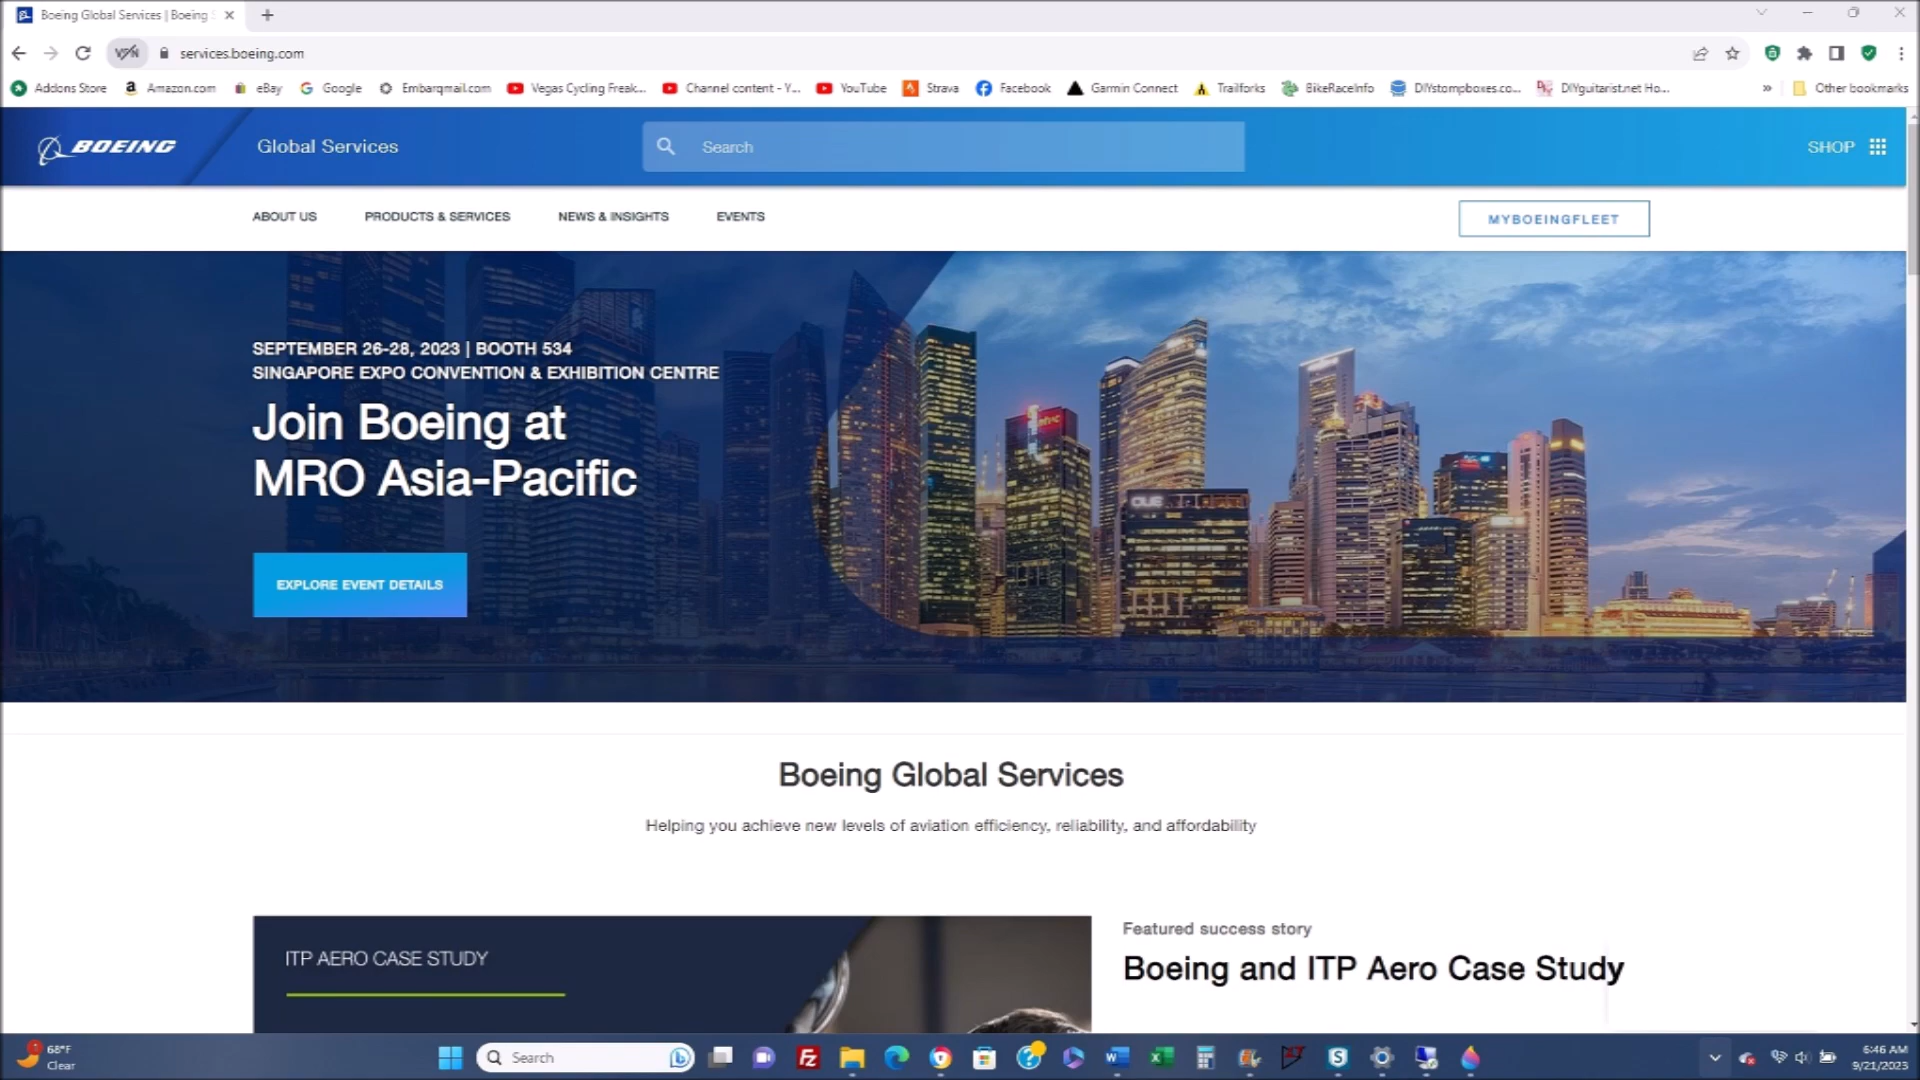 Boeing Global Services | Boeing
VPN
services.boeing.com
Addons Store
Amazon.com
eBay
Google
Embarqmail.com
Vegas Cycling Freak...
Channel content - Y...
YouTube
Strava
Facebook
Garmin Connect
Trailforks
BikeRaceInfo
DIYstompboxes.co...
DIYguitarist.net Ho...
»
Other bookmarks
BOEING
Global Services
Search
SHOP
ABOUT US
PRODUCTS & SERVICES
NEWS & INSIGHTS
EVENTS
MYBOEINGFLEET
SEPTEMBER 26-28, 2023 | BOOTH 534
SINGAPORE EXPO CONVENTION & EXHIBITION CENTRE
Join Boeing at
MRO Asia-Pacific
OUE
EXPLORE EVENT DETAILS
Boeing Global Services
Helping you achieve new levels of aviation efficiency, reliability, and affordability
ITP AERO CASE STUDY
Featured success story
Boeing and ITP Aero Case Study
68°F
Clear
Search
6:46 AM
9/21/2023